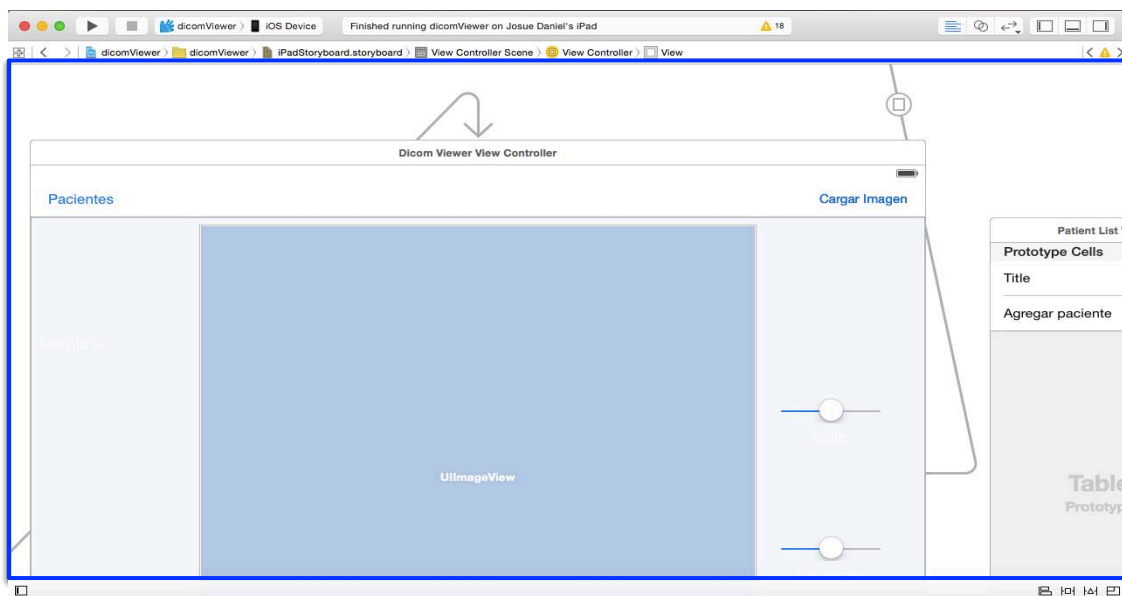 dicomViewer 〉 iOS Device Finished running dicomViewer on Josue Daniel's iPad 18
dicomViewer 〉 dicomViewer 〉 iPadStoryboard.storyboard 〉 View Controller Scene 〉 View Controller 〉 View
Dicom Viewer View Controller
Pacientes Cargar Imagen
Patient List
Prototype Cells
Title
Agregar paciente
Nombre
UIImageView
Table
Prototyp